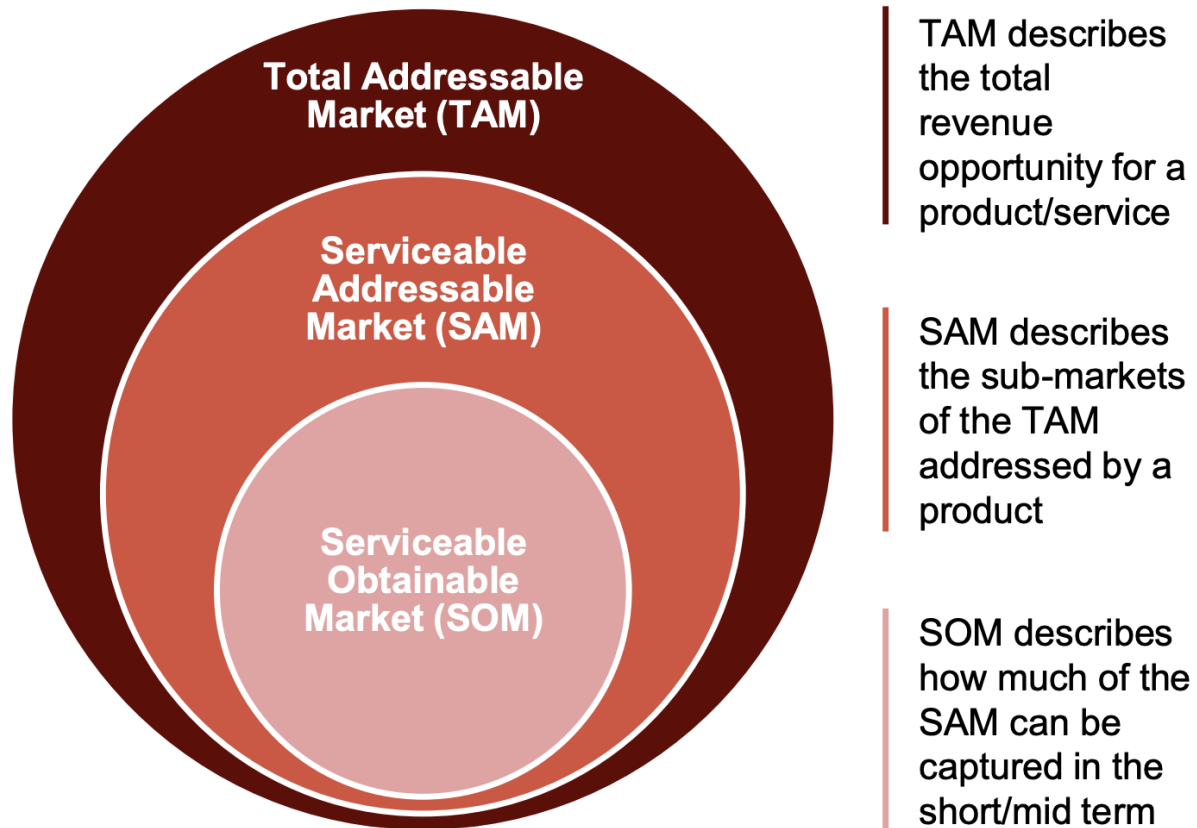 Total Addressable
Market (TAM)
Serviceable
Addressable
Market (SAM)
Serviceable
Obtainable
Market (SOM)
TAM describes
the total
revenue
opportunity for a
product/service
SAM describes
the sub-markets
of the TAM
addressed by a
product
SOM describes
how much of the
SAM can be
captured in the
short/mid term